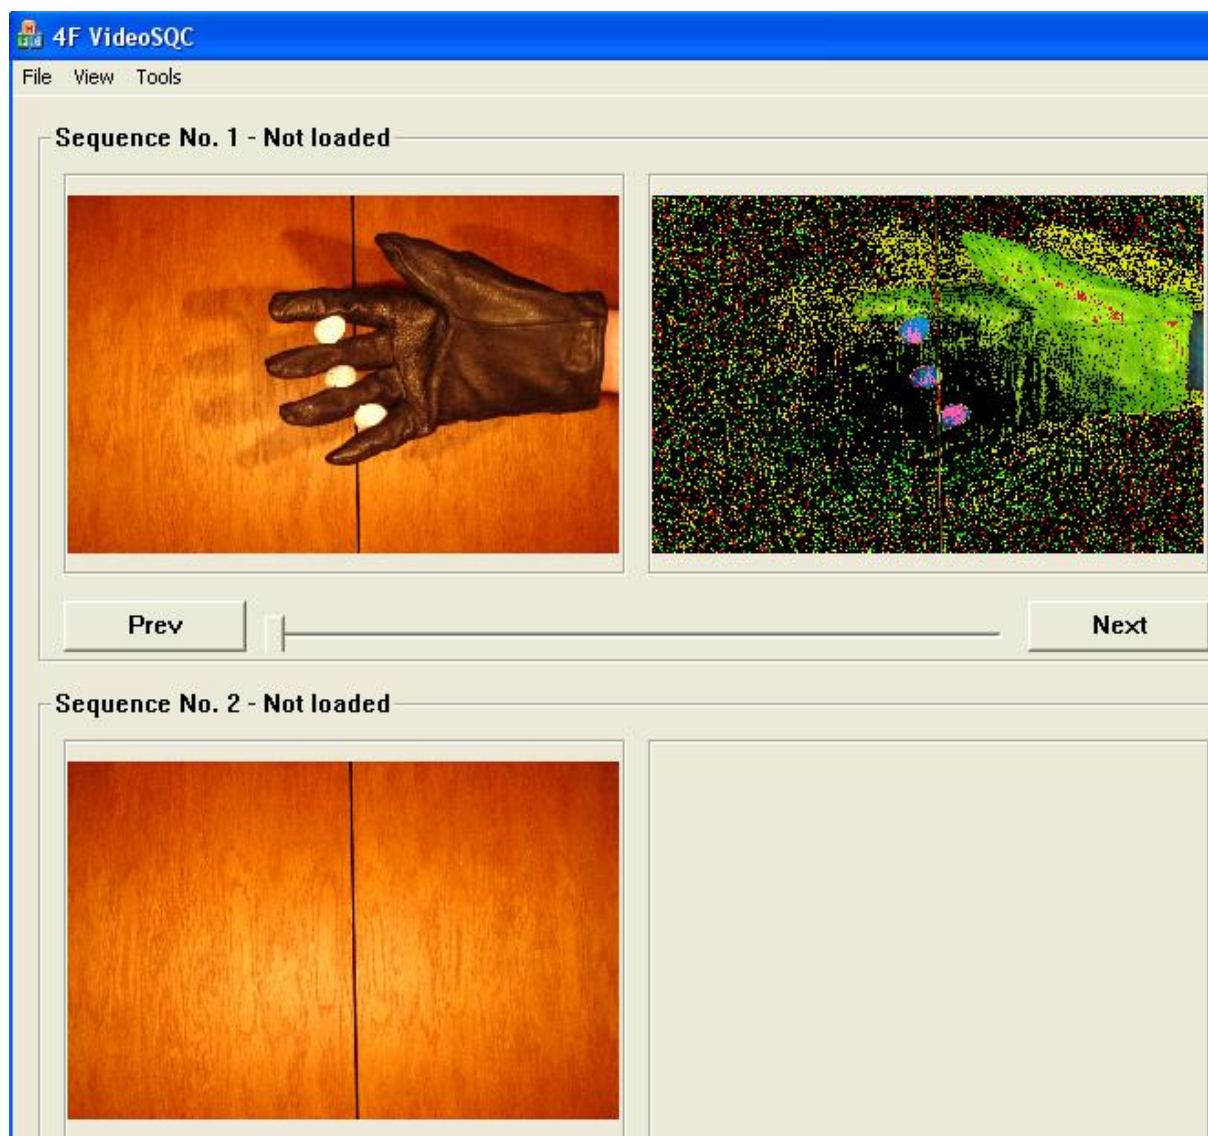 4F VideoSQC
File View Tools
Sequence No. 1 - Not loaded
Prev
Next
Sequence No. 2 - Not loaded